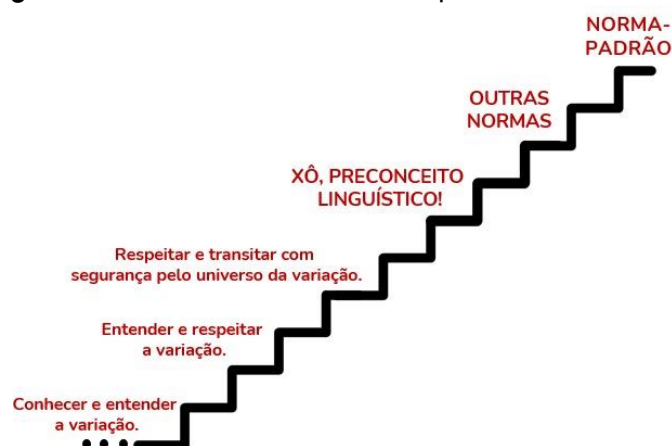 NORMA-
PADRÃO
OUTRAS
NORMAS
XÔ, PRECONCEITO
LINGUÍSTICO!
Respeitar e transitar com
segurança pelo universo da variação.
Entender e respeitar
a variação.
Conhecer e entender
a variação.